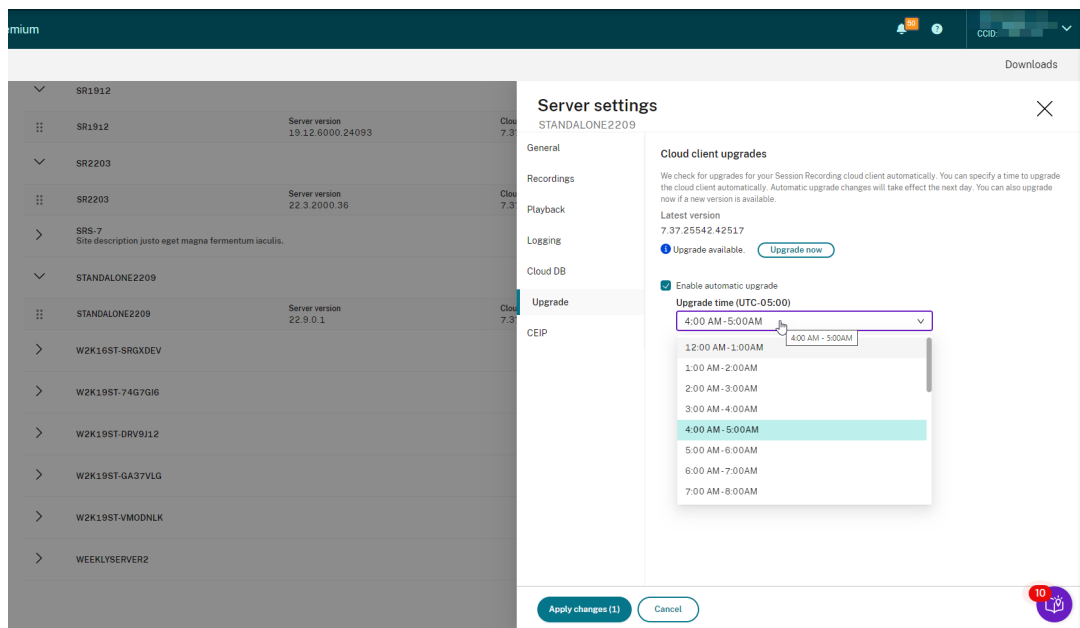 emium
50
?
CCID:
Downloads
SR1912
SR1912
Server version
19.12.6000.24093
Clou
7.37
SR2203
SR2203
Server version
22.3.2000.36
Clou
7.37
SRS-7
Site description justo eget magna fermentum iaculis.
STANDALONE2209
STANDALONE2209
Server version
22.9.0.1
Clou
7.37
W2K16ST-SRGXDEV
W2K19ST-74G7GI6
W2K19ST-DRV9J12
W2K19ST-GA37VLG
W2K19ST-VMODNLK
WEEKLYSERVER2
Server settings
STANDALONE2209
General
Recordings
Playback
Logging
Cloud DB
Upgrade
CEIP
Cloud client upgrades
We check for upgrades for your Session Recording cloud client automatically. You can specify a time to upgrade
the cloud client automatically. Automatic upgrade changes will take effect the next day. You can also upgrade
now if a new version is available.
Latest version
7.37.25542.42517
Upgrade available.
Upgrade now
Enable automatic upgrade
Upgrade time (UTC-05:00)
4:00 AM - 5:00AM
4:00 AM - 5:00AM
12:00 AM - 1:00AM
1:00 AM - 2:00AM
2:00 AM - 3:00AM
3:00 AM - 4:00AM
4:00 AM - 5:00AM
5:00 AM - 6:00AM
6:00 AM - 7:00AM
7:00 AM - 8:00AM
Apply changes (1)
Cancel
10